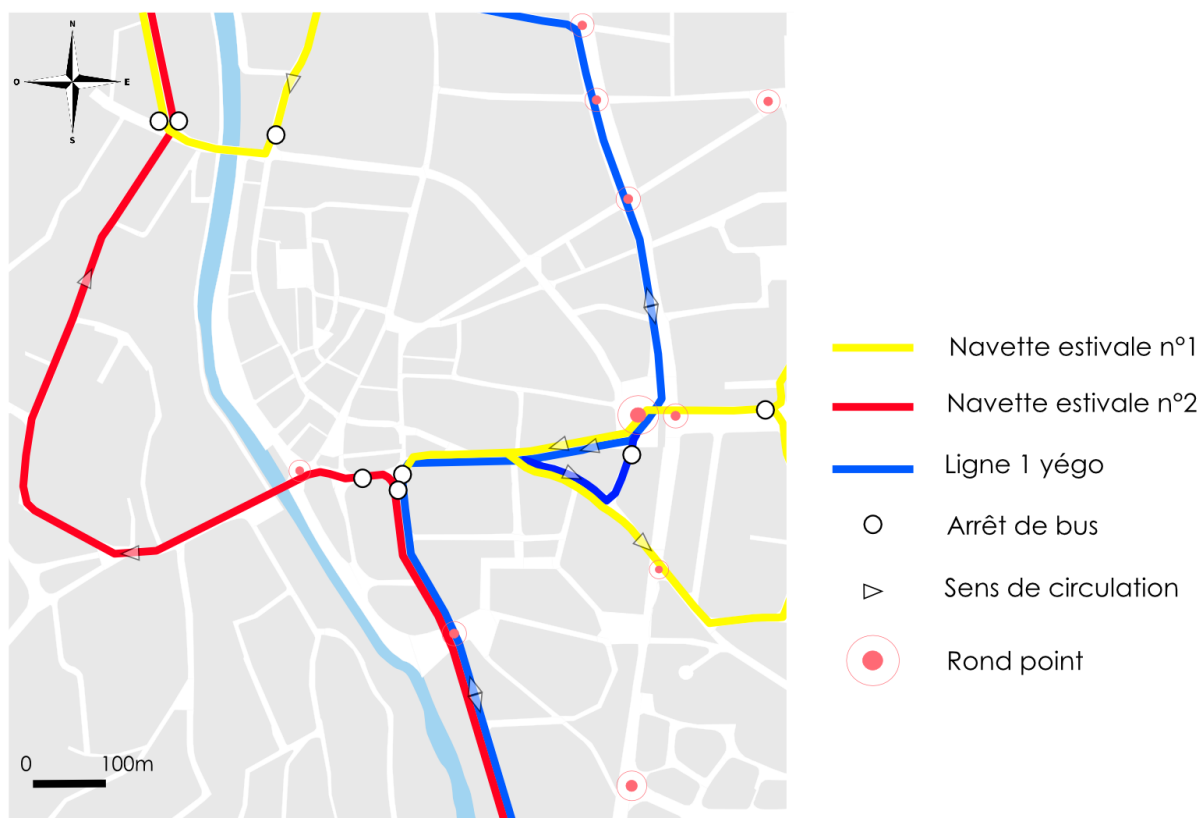 N
O
E
S
0
100m
Navette estivale n°1
Navette estivale n°2
Ligne 1 yégo
Arrêt de bus
Sens de circulation
Rond point